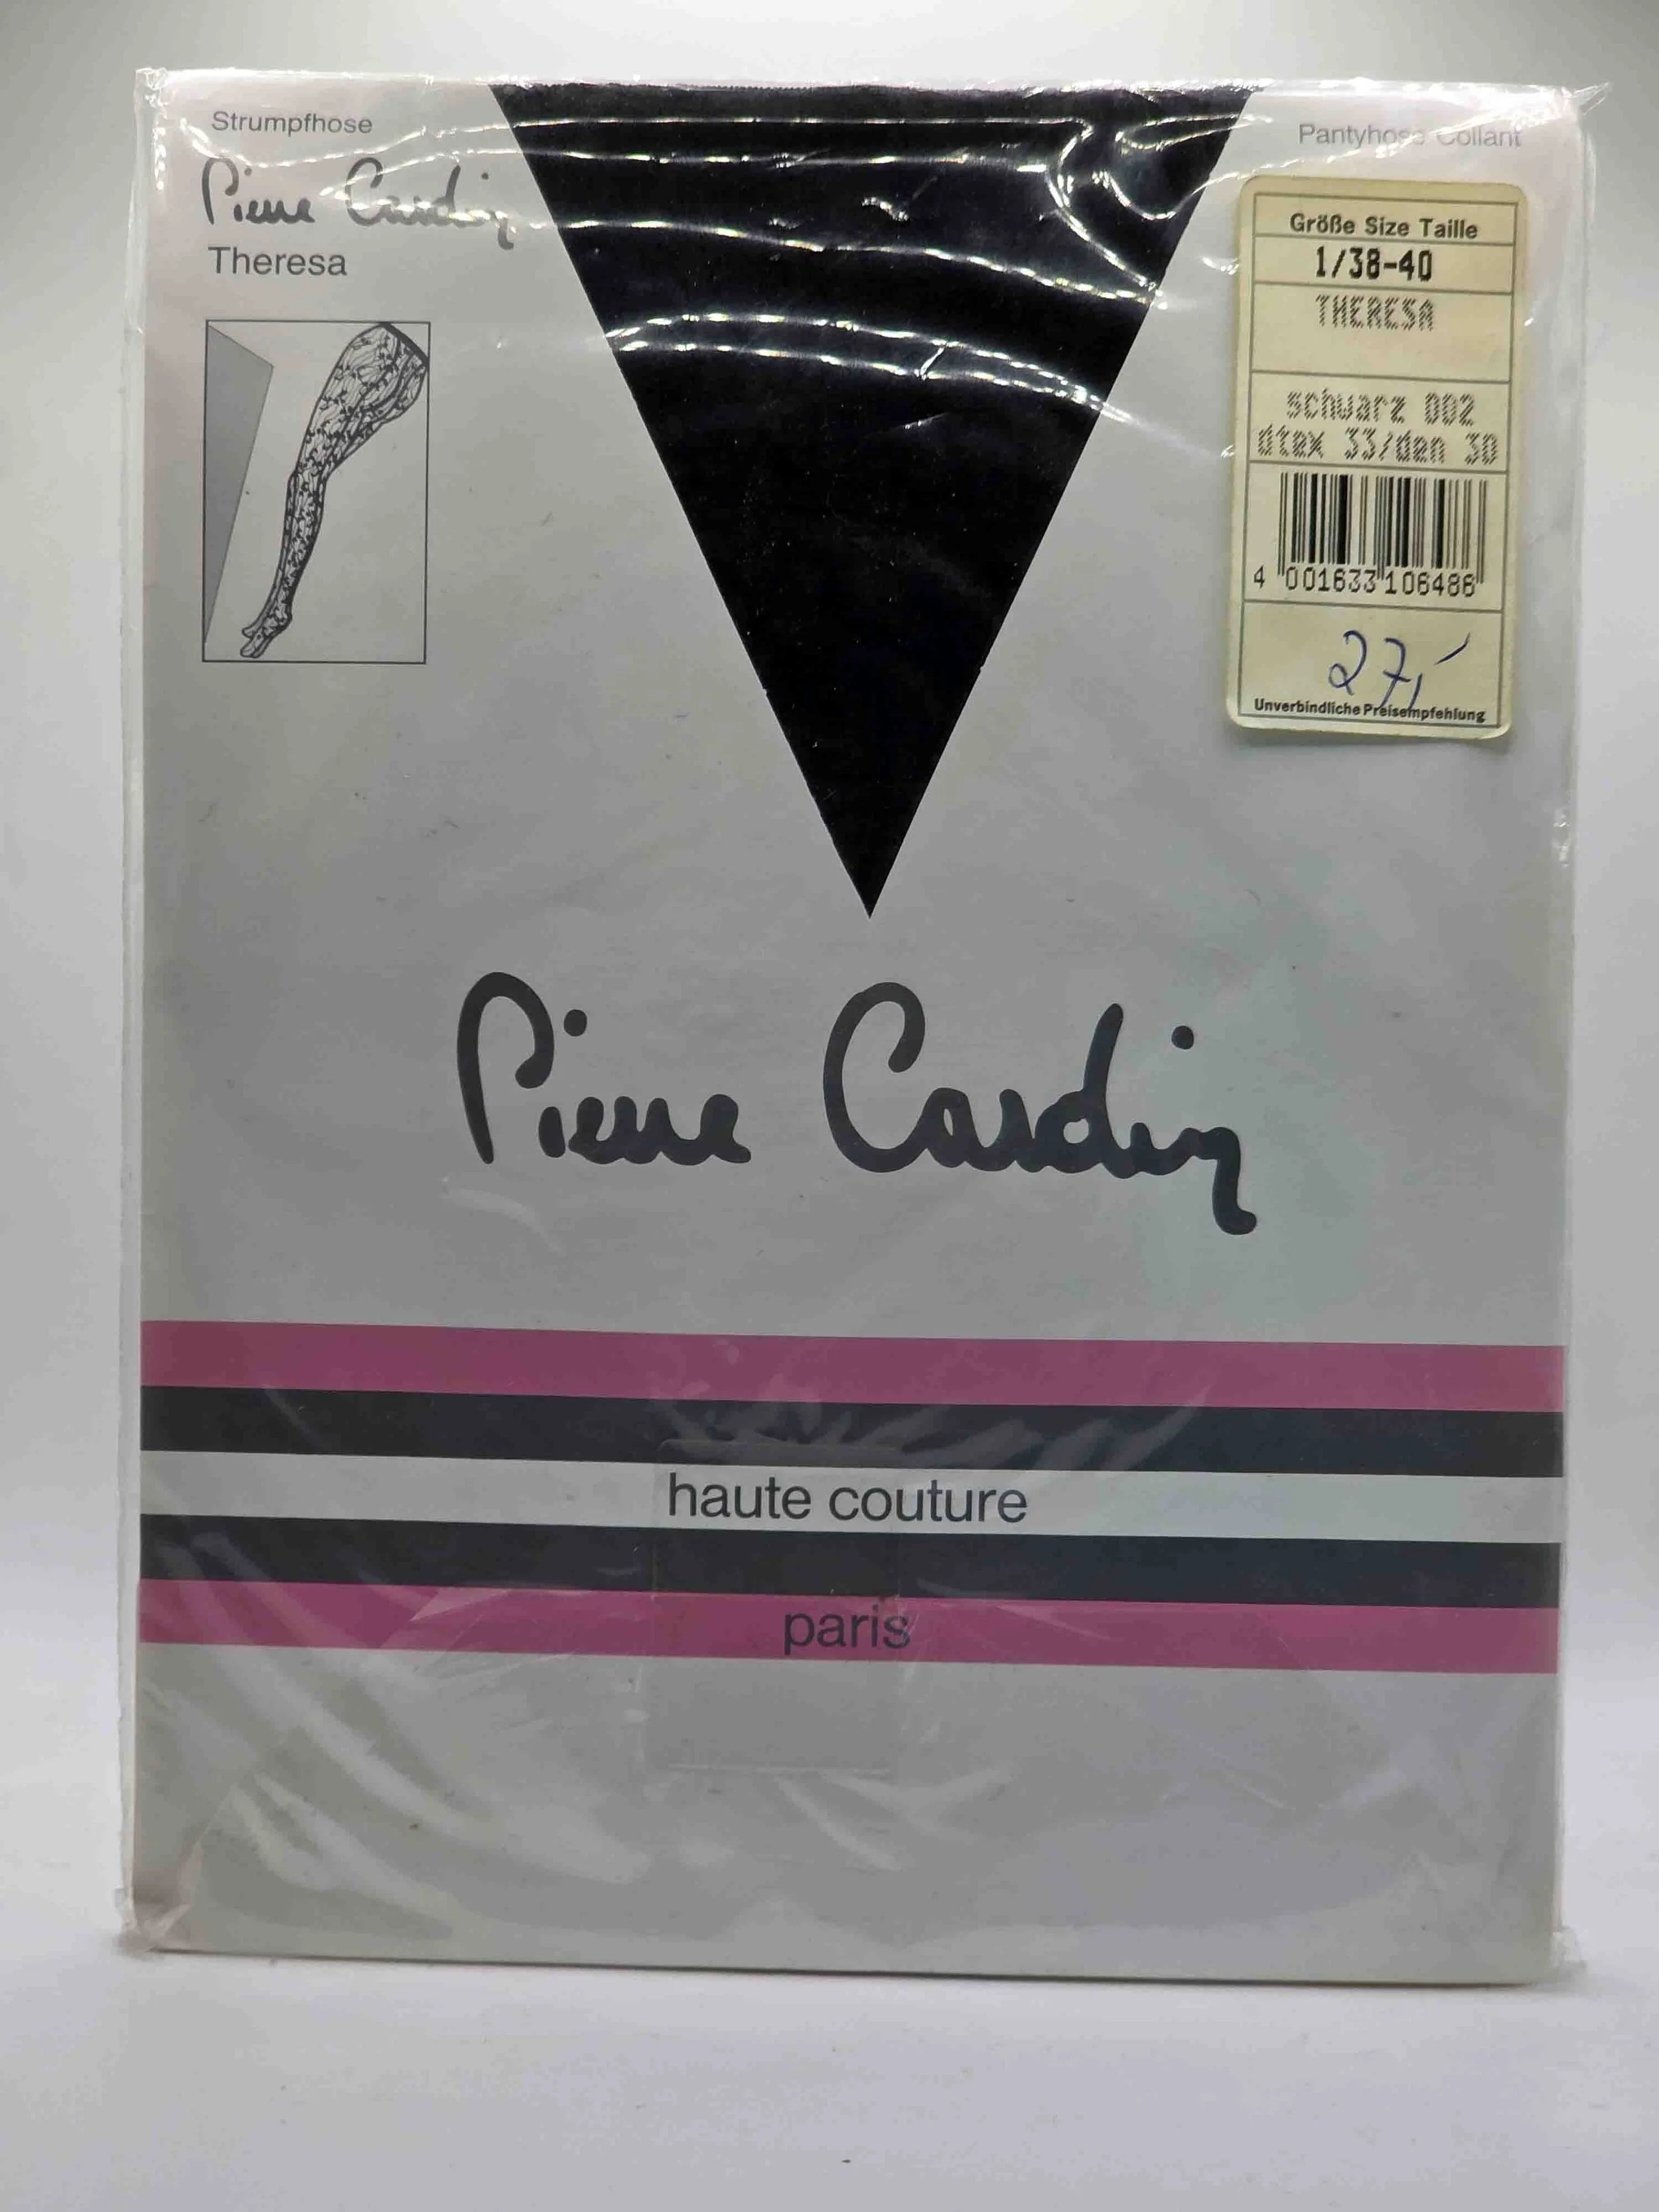 Strumpfhose
Pierre Cardin
Theresa
Pantyhose Collant
Größe Size Taille
1/38-40
THERESA
schwarz 002
dtex 33/den 30
4 001633 106486
27,-
Unverbindliche Preisempfehlung
Pierre Cardin
haute couture
paris